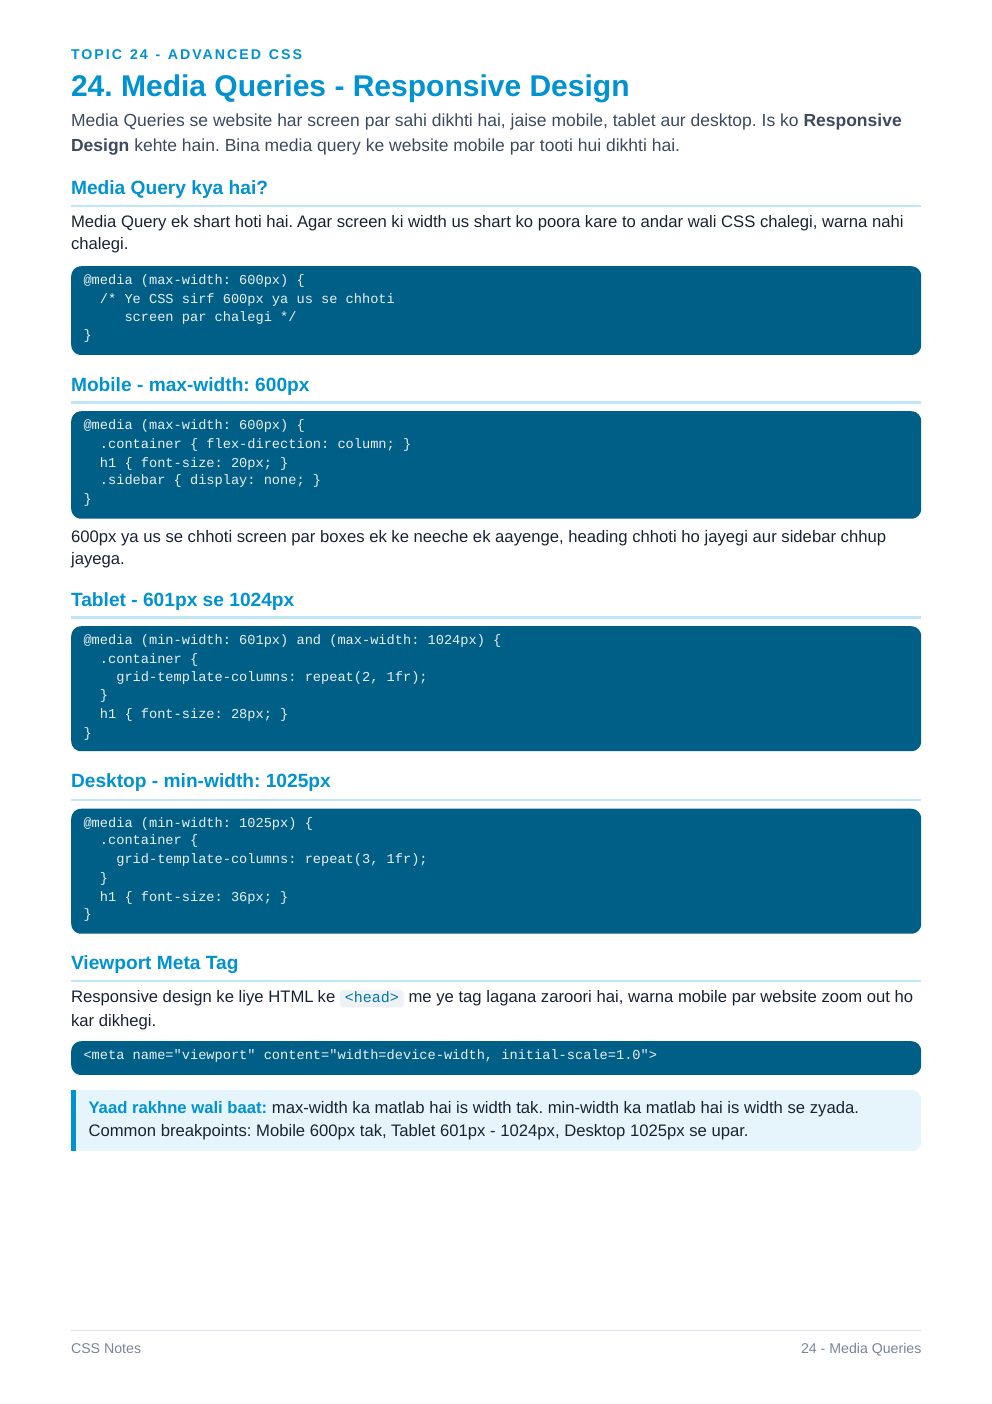 TOPIC 24 - ADVANCED CSS
24. Media Queries - Responsive Design
Media Queries se website har screen par sahi dikhti hai, jaise mobile, tablet aur desktop. Is ko Responsive
Design kehte hain. Bina media query ke website mobile par tooti hui dikhti hai.
Media Query kya hai?
Media Query ek shart hoti hai. Agar screen ki width us shart ko poora kare to andar wali CSS chalegi, warna nahi
chalegi.
@media (max-width: 600px) {
  /* Ye CSS sirf 600px ya us se chhoti
     screen par chalegi */
}
Mobile - max-width: 600px
@media (max-width: 600px) {
  .container { flex-direction: column; }
  h1 { font-size: 20px; }
  .sidebar { display: none; }
}
600px ya us se chhoti screen par boxes ek ke neeche ek aayenge, heading chhoti ho jayegi aur sidebar chhup
jayega.
Tablet - 601px se 1024px
@media (min-width: 601px) and (max-width: 1024px) {
  .container {
    grid-template-columns: repeat(2, 1fr);
  }
  h1 { font-size: 28px; }
}
Desktop - min-width: 1025px
@media (min-width: 1025px) {
  .container {
    grid-template-columns: repeat(3, 1fr);
  }
  h1 { font-size: 36px; }
}
Viewport Meta Tag
Responsive design ke liye HTML ke <head> me ye tag lagana zaroori hai, warna mobile par website zoom out ho
kar dikhegi.
<meta name="viewport" content="width=device-width, initial-scale=1.0">
Yaad rakhne wali baat: max-width ka matlab hai is width tak. min-width ka matlab hai is width se zyada.
Common breakpoints: Mobile 600px tak, Tablet 601px - 1024px, Desktop 1025px se upar.
CSS Notes
24 - Media Queries